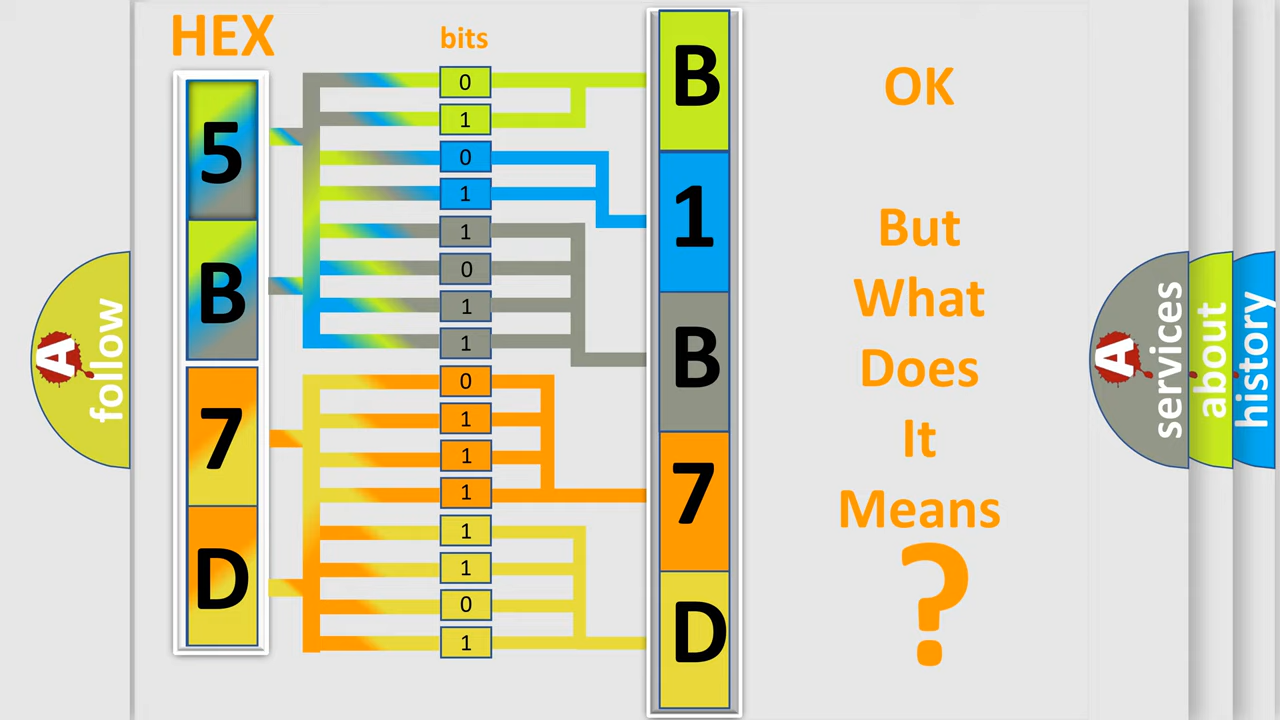 HEX
bits
5
B
7
D
0
1
0
1
1
0
1
1
0
1
1
1
1
1
0
1
B
1
B
7
D
OK
But
What
Does
It
Means
?
A
follow
A
services
about
history